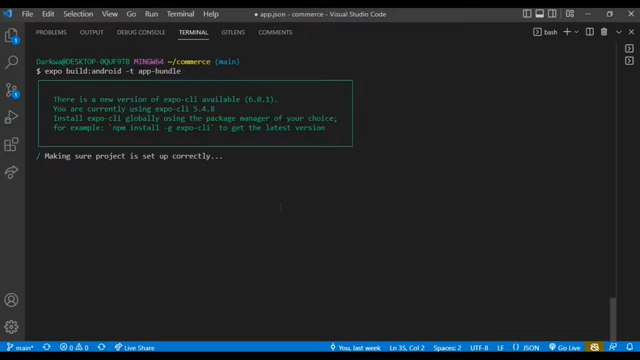 File Edit Selection View Go Run Terminal Help ● app.json - commerce - Visual Studio Code
PROBLEMS OUTPUT DEBUG CONSOLE TERMINAL GITLENS COMMENTS
bash
bash
Darkwa@DESKTOP-0QUF9TB MINGW64 ~/commerce (main)
$ expo build:android -t app-bundle
There is a new version of expo-cli available (6.0.1).
You are currently using expo-cli 5.4.8
Install expo-cli globally using the package manager of your choice;
for example: `npm install -g expo-cli` to get the latest version
/ Making sure project is set up correctly...
main* 0 0 Live Share You, last week Ln 35, Col 2 Spaces: 2 UTF-8 LF {} JSON Go Live